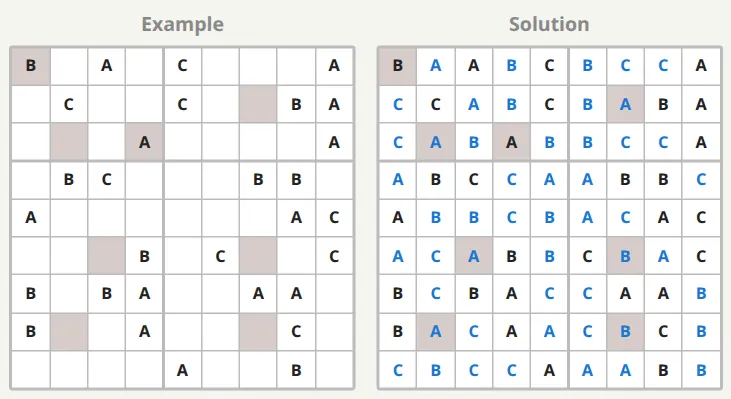 Example Solution
B A C A B A A B C B C C A
C C B A C C A B C B A B A
A A C A B A B B C C A
B C B B A B C C A A B B C
A A C A B B C B A C A C
B C C A C A B B C B A C
B B A A A B C B A C C A A B
B A C B A C A A C B C B
A B C B C C A A A B B